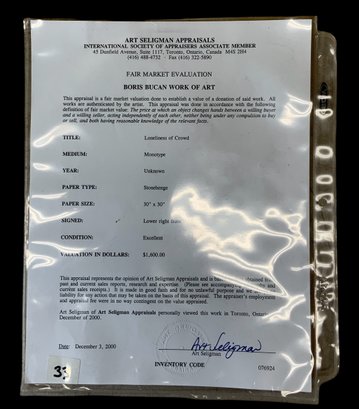 ART SELIGMAN APPRAISALS
INTERNATIONAL SOCIETY OF APPRAISERS ASSOCIATE MEMBER
43 Dunfield Avenue, Suite 1117, Toronto, Ontario, Canada M4S 2H4
(416) 488-4752 - Fax (416) 322-5890
FAIR MARKET EVALUATION
BORIS BUCAN WORK OF ART
This appraisal is a fair market valuation done to establish a value of a donation of said work. All
works are authenticated by the artist. This appraisal was done in accordance with the following
definition of fair market value: The price at which an object changes hands between a willing buyer
and a willing seller, acting independently of each other, neither being under any compulsion to buy
or sell, and both having reasonable knowledge of the relevant facts.
TITLE: Loneliness of Crowd
MEDIUM: Monotype
YEAR: Unknown
PAPER TYPE: Stonehenge
PAPER SIZE: 30" x 30"
SIGNED: Lower right
CONDITION: Excellent
VALUATION IN DOLLARS: $1,600.00
This appraisal represents the opinion of Art Seligman Appraisals and is obtained
past and current sales reports, research and expertise. (Please see
current sales receipts.) It is made in good faith and for no unlawful purpose and we
liability for any action that may be taken on the basis of this appraisal. The appraiser's employment
and appraisal fee were in no way contingent on the value reported.
Art Seligman of Art Seligman Appraisals personally viewed this work in Toronto, Ontario
December of 2000.
Date: December 3, 2000
Art Seligman
Art Seligman
INVENTORY CODE 076924
33